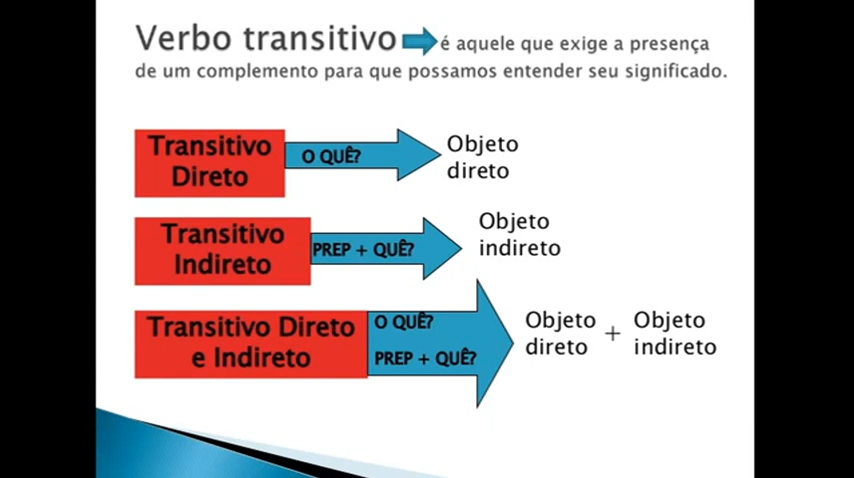 Verbo transitivo é aquele que exige a presença
de um complemento para que possamos entender seu significado.
Transitivo
Direto
O QUÊ?
Objeto
direto
Transitivo
Indireto
PREP + QUÊ?
Objeto
indireto
Transitivo Direto
e Indireto
O QUÊ?
PREP + QUÊ?
Objeto
direto
+
Objeto
indireto